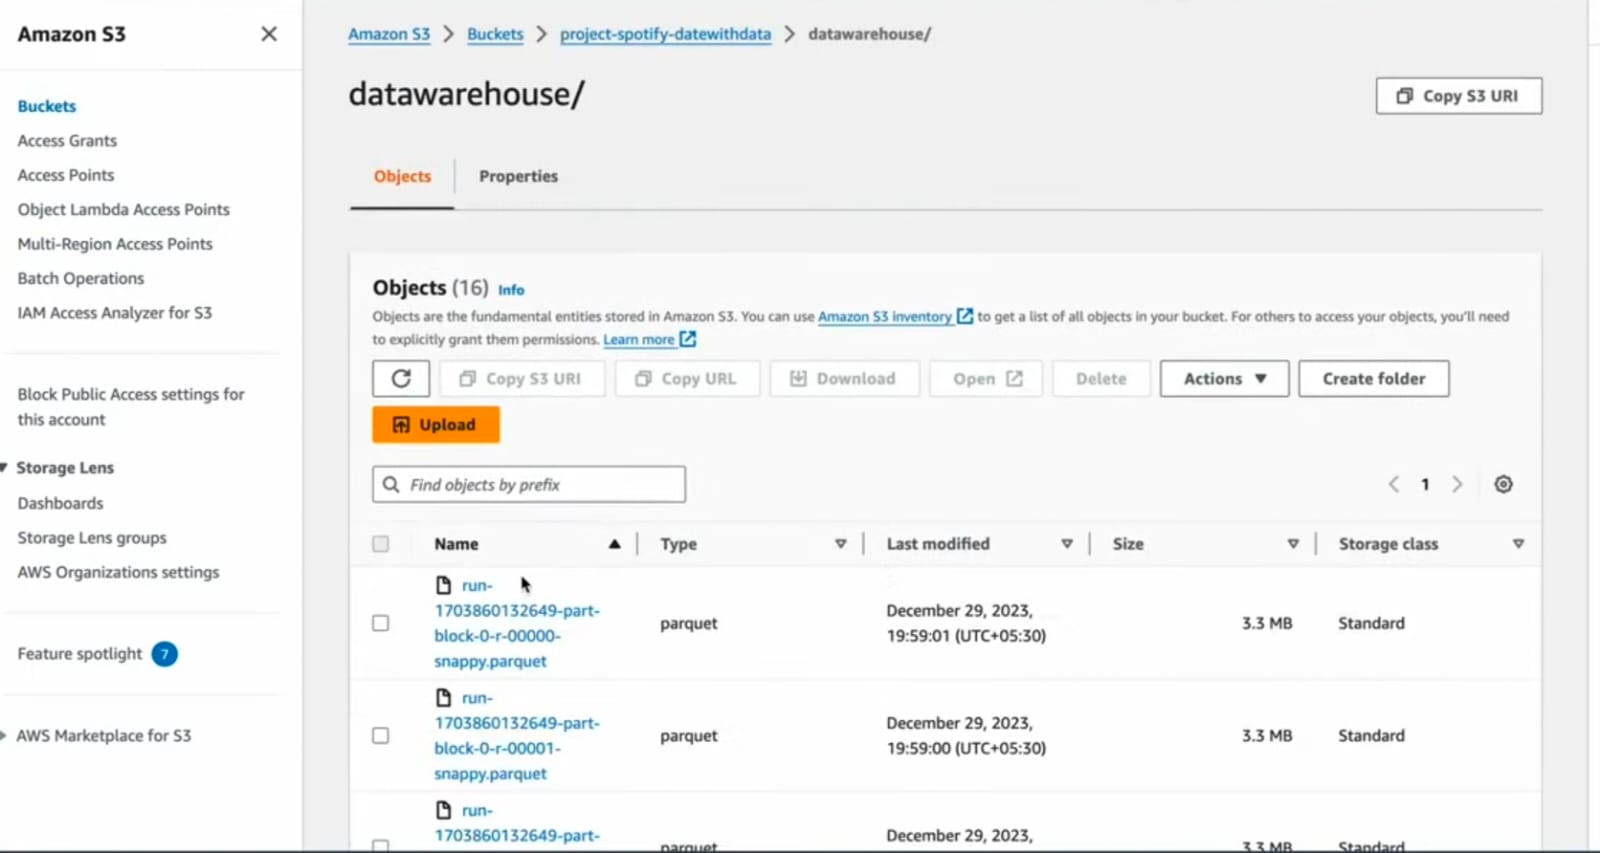 Amazon S3
Buckets
Access Grants
Access Points
Object Lambda Access Points
Multi-Region Access Points
Batch Operations
IAM Access Analyzer for S3
Block Public Access settings for
this account
Storage Lens
Dashboards
Storage Lens groups
AWS Organizations settings
Feature spotlight 7
AWS Marketplace for S3
Amazon S3 > Buckets > project-spotify-datewithdata > datawarehouse/
datawarehouse/
Copy S3 URI
Objects Properties
Objects (16) Info
Objects are the fundamental entities stored in Amazon S3. You can use Amazon S3 inventory to get a list of all objects in your bucket. For others to access your objects, you'll need
to explicitly grant them permissions. Learn more
Copy S3 URI Copy URL Download Open Delete Actions Create folder
Upload
Find objects by prefix
1
Name Type Last modified Size Storage class
run-
1703860132649-part-
block-0-r-00000-
snappy.parquet
parquet
December 29, 2023,
19:59:01 (UTC+05:30)
3.3 MB
Standard
run-
1703860132649-part-
block-0-r-00001-
snappy.parquet
parquet
December 29, 2023,
19:59:00 (UTC+05:30)
3.3 MB
Standard
run-
1703860132649-part-
parquet
December 29, 2023,
3.3 MB
Standard